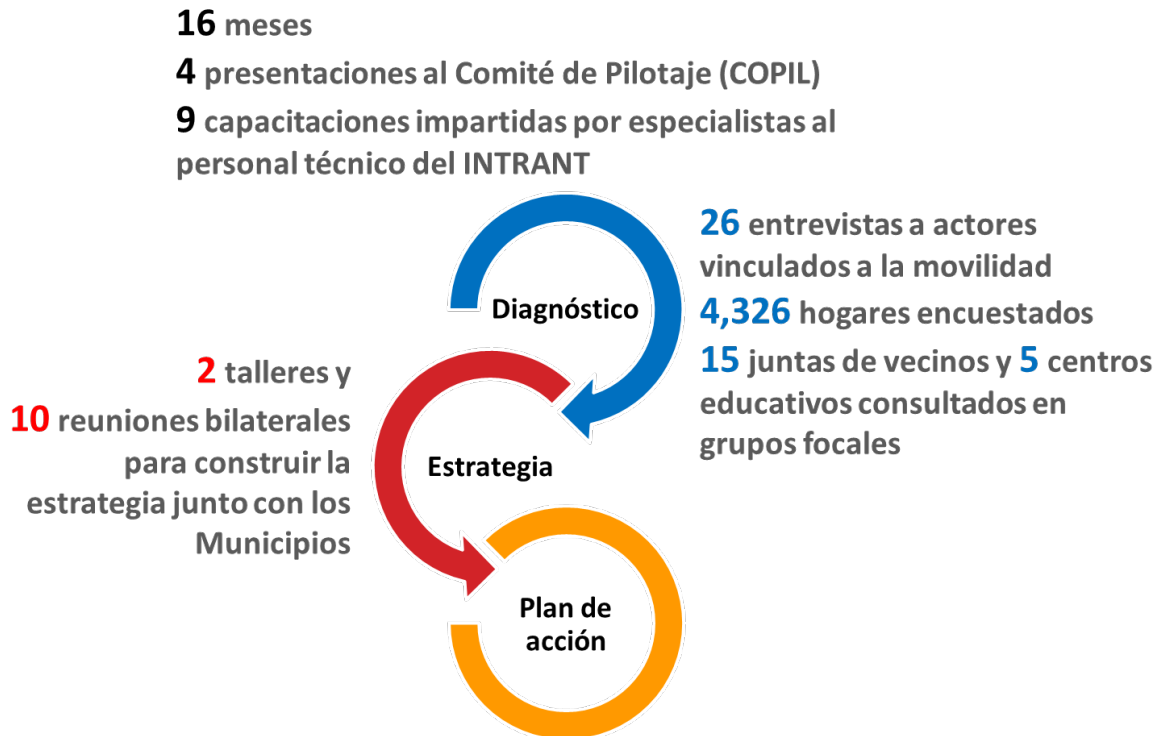 16 meses
4 presentaciones al Comité de Pilotaje (COPIL)
9 capacitaciones impartidas por especialistas al
personal técnico del INTRANT
Diagnóstico
26 entrevistas a actores
vinculados a la movilidad
4,326 hogares encuestados
15 juntas de vecinos y 5 centros
educativos consultados en
grupos focales
2 talleres y
10 reuniones bilaterales
para construir la
estrategia junto con los
Municipios
Estrategia
Plan de
acción